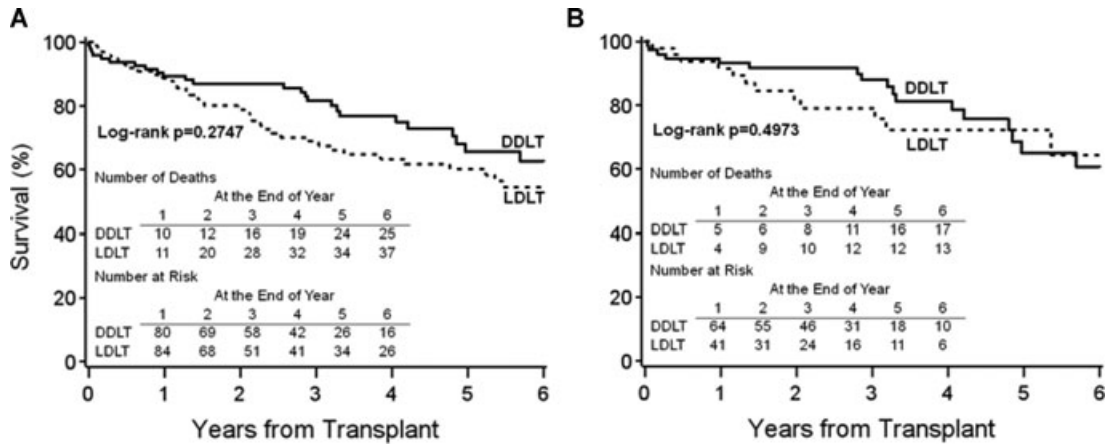 A
100
80
60
40
20
0
Survival (%)
Log-rank p=0.2747
DDLT
LDLT
Number of Deaths
At the End of Year
1 2 3 4 5 6
DDLT 10 12 16 19 24 25
LDLT 11 20 28 32 34 37
Number at Risk
At the End of Year
1 2 3 4 5 6
DDLT 80 69 58 42 26 16
LDLT 84 68 51 41 34 26
0 1 2 3 4 5 6
Years from Transplant
B
100
80
60
40
20
0
DDLT
Log-rank p=0.4973
LDLT
Number of Deaths
At the End of Year
1 2 3 4 5 6
DDLT 5 6 8 11 16 17
LDLT 4 9 10 12 12 13
Number at Risk
At the End of Year
1 2 3 4 5 6
DDLT 64 55 46 31 18 10
LDLT 41 31 24 16 11 6
0 1 2 3 4 5 6
Years from Transplant